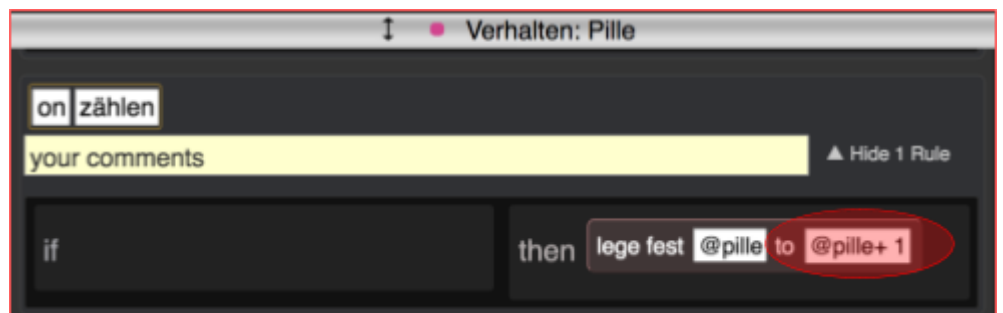 Verhalten: Pille
on zählen
your comments
▲ Hide 1 Rule
if
then lege fest @pille to @pille+ 1